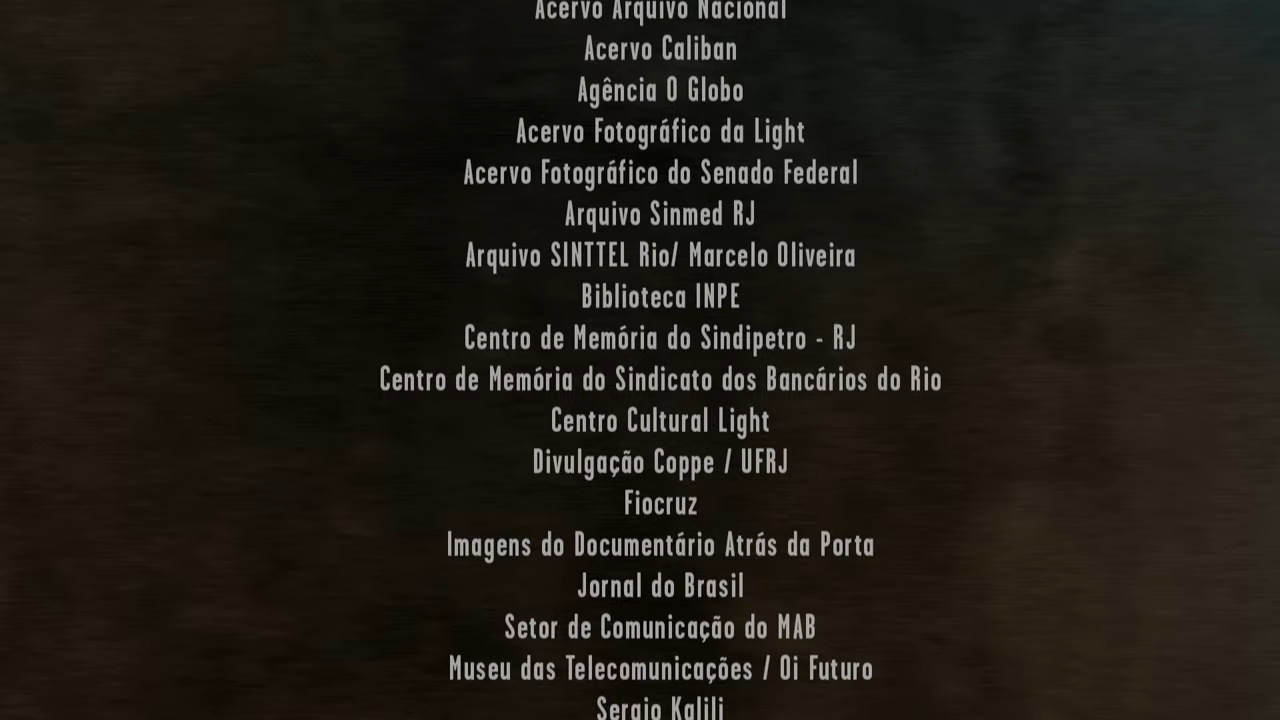 Acervo Arquivo Nacional
Acervo Caliban
Agência O Globo
Acervo Fotográfico da Light
Acervo Fotográfico do Senado Federal
Arquivo Sinmed RJ
Arquivo SINTTEL Rio/ Marcelo Oliveira
Biblioteca INPE
Centro de Memória do Sindipetro - RJ
Centro de Memória do Sindicato dos Bancários do Rio
Centro Cultural Light
Divulgação Coppe / UFRJ
Fiocruz
Imagens do Documentário Atrás da Porta
Jornal do Brasil
Setor de Comunicação do MAB
Museu das Telecomunicações / Oi Futuro
Sergio Kalili